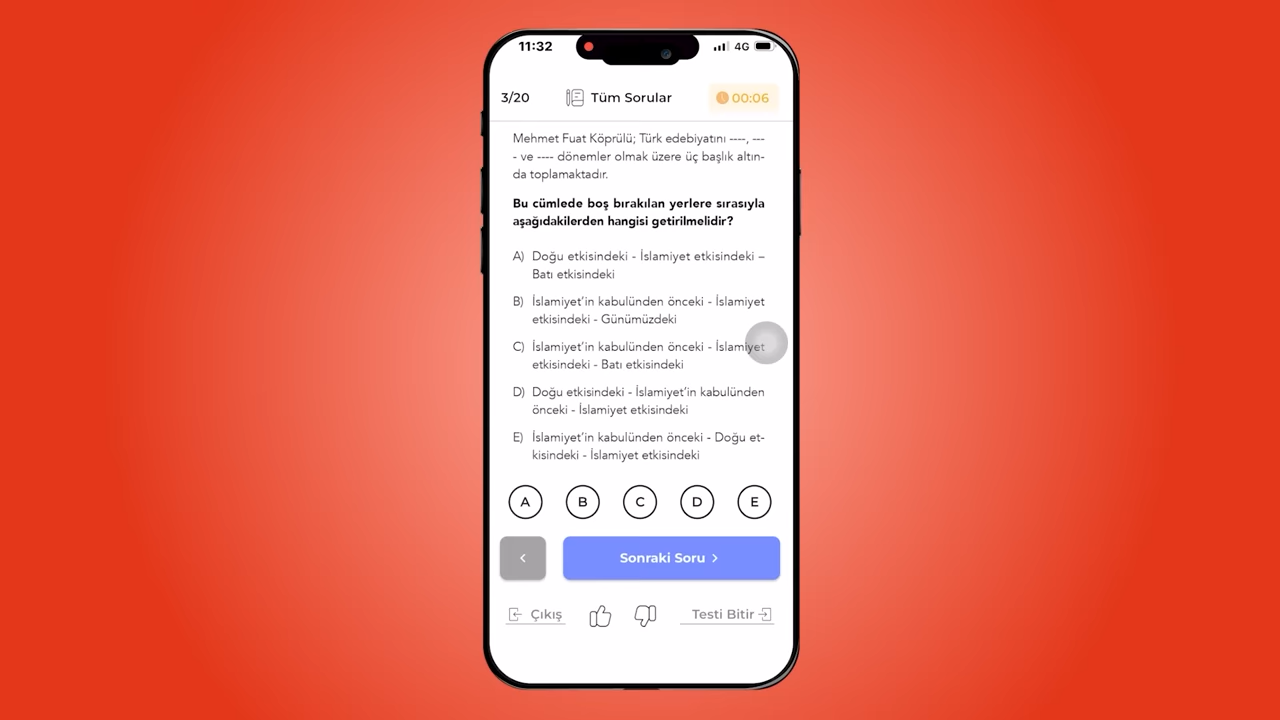 11:32
4G
3/20
Tüm Sorular
00:06
Mehmet Fuat Köprülü; Türk edebiyatını ----, ---
- ve ---- dönemler olmak üzere üç başlık altın-
da toplamaktadır.
Bu cümlede boş bırakılan yerlere sırasıyla
aşağıdakilerden hangisi getirilmelidir?
A) Doğu etkisindeki - İslamiyet etkisindeki –
Batı etkisindeki
B) İslamiyet’in kabulünden önceki - İslamiyet
etkisindeki - Günümüzdeki
C) İslamiyet’in kabulünden önceki - İslamiyet
etkisindeki - Batı etkisindeki
D) Doğu etkisindeki - İslamiyet’in kabulünden
önceki - İslamiyet etkisindeki
E) İslamiyet’in kabulünden önceki - Doğu et-
kisindeki - İslamiyet etkisindeki
A B C D E
Sonraki Soru
Çıkış
Testi Bitir